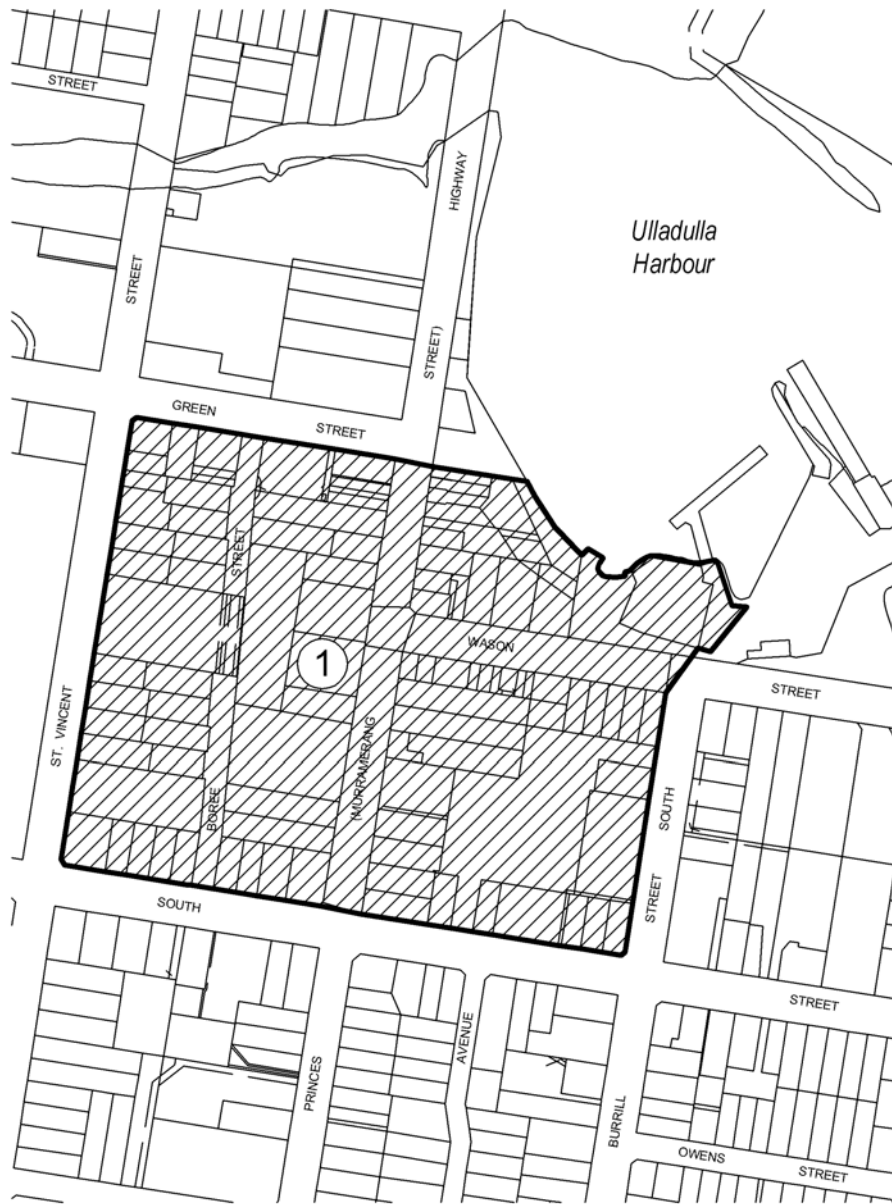 STREET
HIGHWAY
Ulladulla
Harbour
STREET
STREET)
GREEN
STREET
STREET
WASON
1
STREET
ST. VINCENT
(MURRAMERANG
BOREE
SOUTH
SOUTH
STREET
STREET
AVENUE
PRINCES
BURRILL
OWENS
STREET